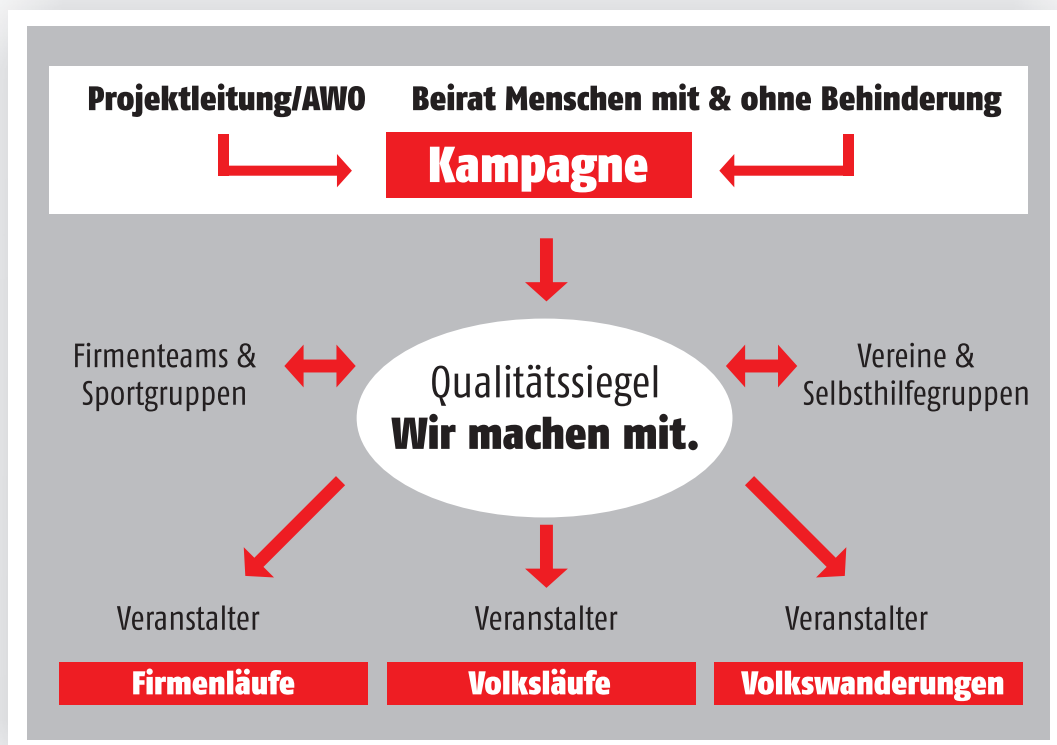 Projektleitung/AWO
Beirat Menschen mit & ohne Behinderung
Kampagne
Firmenteams &
Sportgruppen
Qualitätssiegel
Wir machen mit.
Vereine &
Selbsthilfegruppen
Veranstalter
Firmenläufe
Veranstalter
Volksläufe
Veranstalter
Volkswanderungen